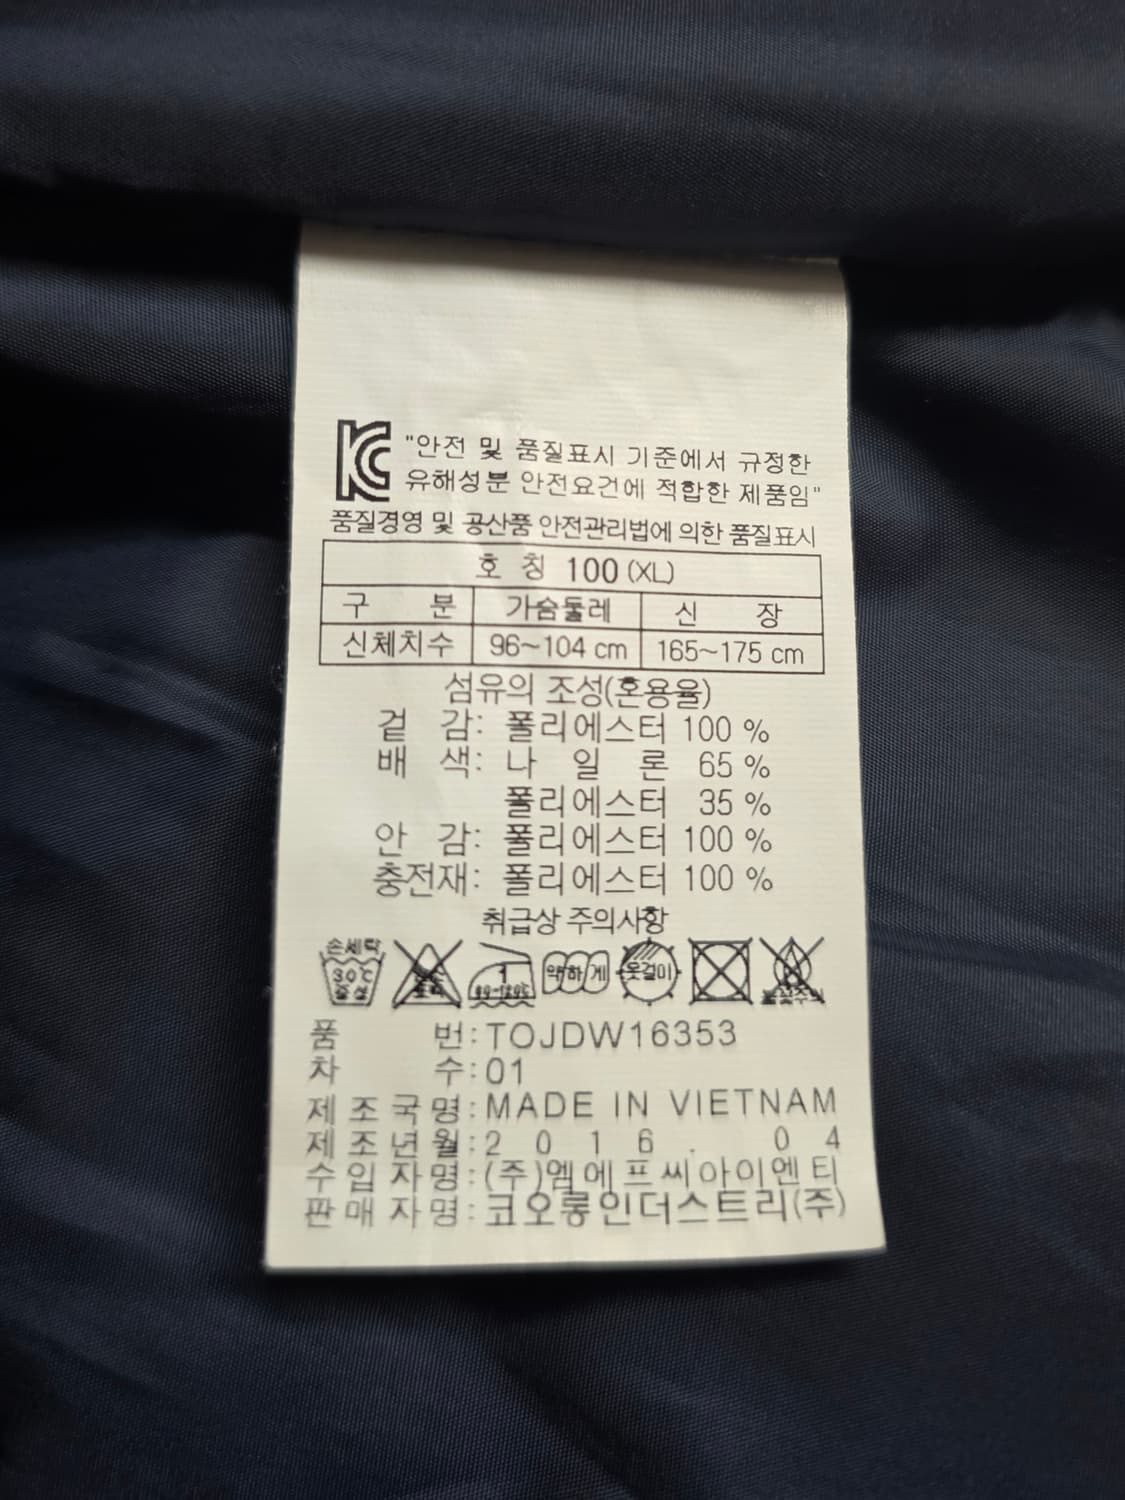 KC "안전 및 품질표시 기준에서 규정한
유해성분 안전요건에 적합한 제품임"
품질경영 및 공산품 안전관리법에 의한 품질표시
호 칭 100 (XL)
구 분 가슴둘레 신 장
신체치수 96~104 cm 165~175 cm
섬유의 조성(혼용율)
겉 감: 폴리에스터 100 %
배 색: 나 일 론 65 %
폴리에스터 35 %
안 감: 폴리에스터 100 %
충전재: 폴리에스터 100 %
취급상 주의사항
손세탁
30℃ 중성 1 80~120℃ 약하게 옷걸이
품 번: TOJDW16353
차 수: 01
제 조 국 명: MADE IN VIETNAM
제 조 년 월: 2 0 1 6 . 0 4
수 입 자 명: (주)엠에프씨아이엔티
판 매 자 명: 코오롱인더스트리(주)